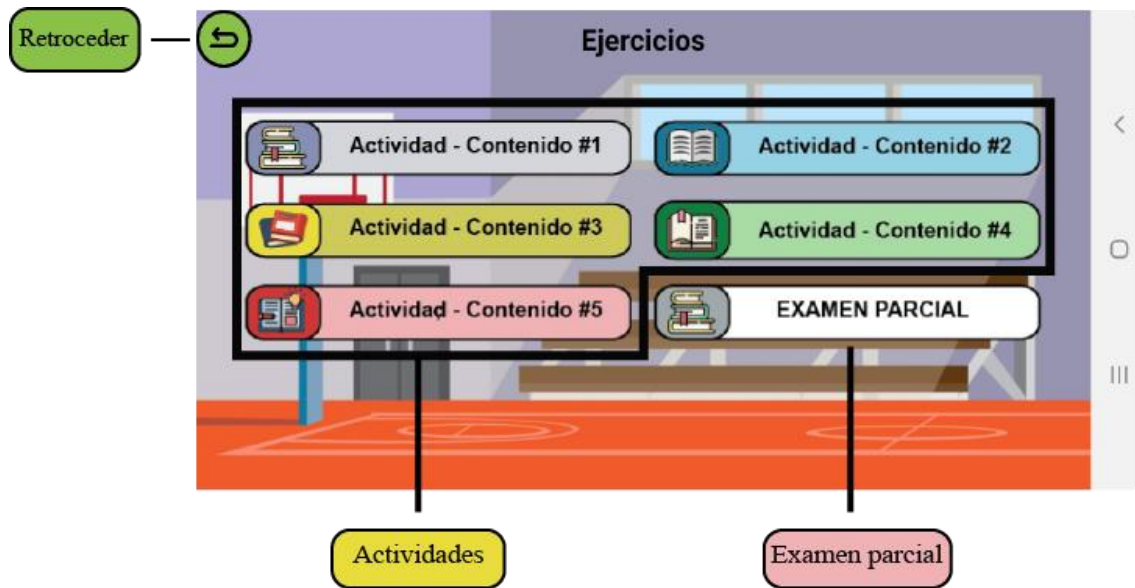 Retroceder
Ejercicios
Actividad - Contenido #1
Actividad - Contenido #2
Actividad - Contenido #3
Actividad - Contenido #4
Actividad - Contenido #5
EXAMEN PARCIAL
Actividades
Examen parcial